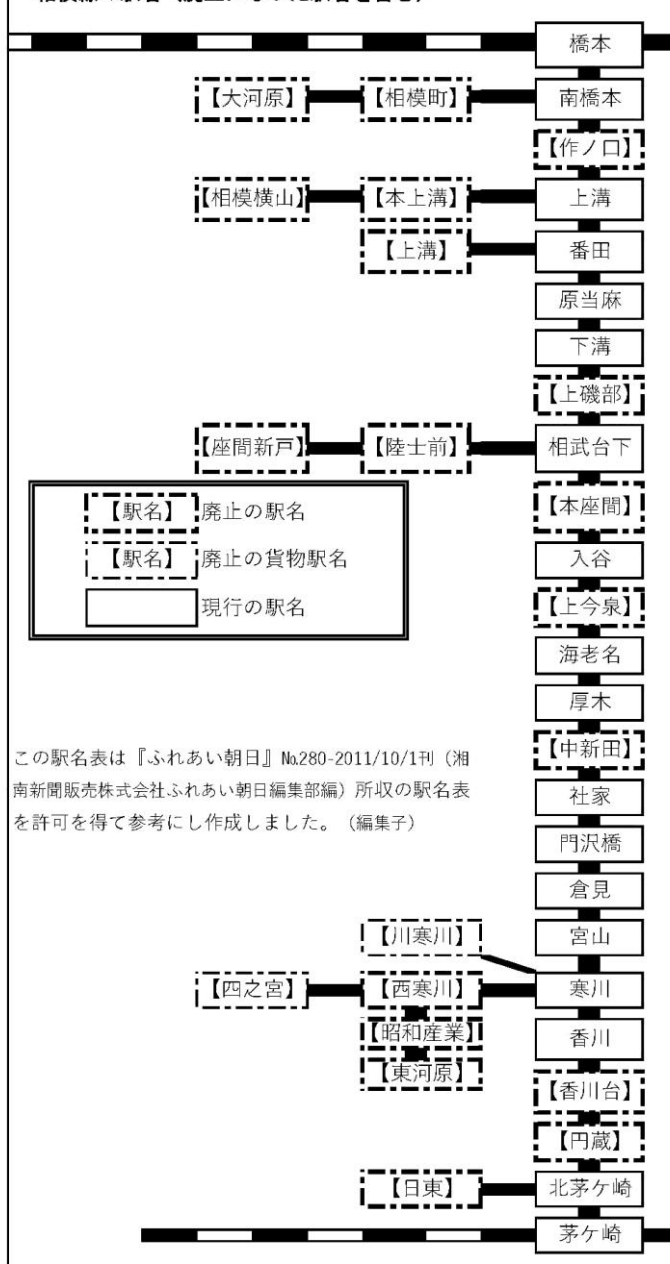 橋本
【大河原】 【相模町】 南橋本
【作ノ口】
【相模横山】 【本上溝】 上溝
【上溝】 番田
原当麻
下溝
【上磯部】
【座間新戸】 【陸士前】 相武台下
【本座間】
入谷
【上今泉】
海老名
厚木
【中新田】
社家
門沢橋
倉見
宮山
【川寒川】
【四之宮】 【西寒川】 寒川
【昭和産業】 香川
【東河原】
【香川台】
【円蔵】
【日東】 北茅ケ崎
茅ケ崎
【駅名】 廃止の駅名
【駅名】 廃止の貨物駅名
現行の駅名
この駅名表は『ふれあい朝日』№280-2011/10/1刊（湘
南新聞販売株式会社ふれあい朝日編集部編）所収の駅名表
を許可を得て参考にし作成しました。（編集子）